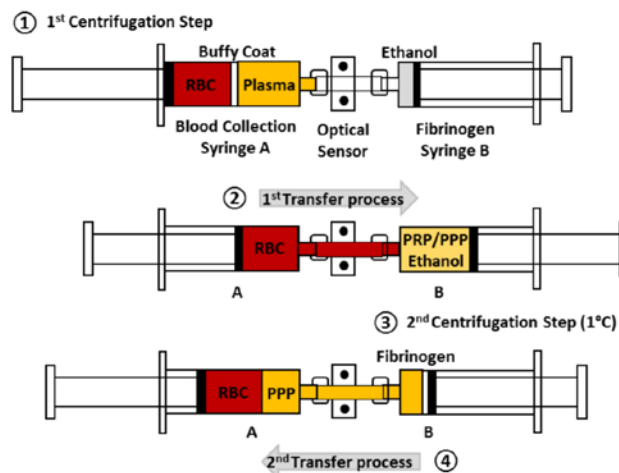 ① 1st Centrifugation Step
Buffy Coat
Ethanol
RBC
Plasma
Blood Collection
Syringe A
Optical
Sensor
Fibrinogen
Syringe B
② 1st Transfer process
RBC
PRP/PPP
Ethanol
A
B
③ 2nd Centrifugation Step (1°C)
Fibrinogen
RBC
PPP
A
B
2nd Transfer process ④